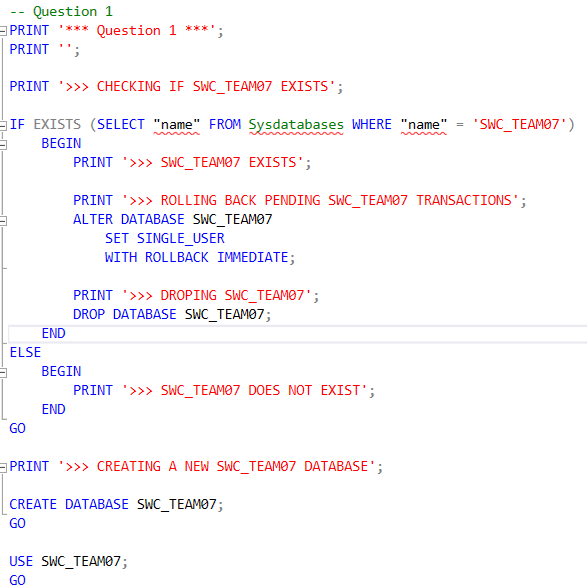 -- Question 1
PRINT '*** Question 1 ***';
PRINT '';
PRINT '>>> CHECKING IF SWC_TEAM07 EXISTS';
IF EXISTS (SELECT "name" FROM Sysdatabases WHERE "name" = 'SWC_TEAM07')
BEGIN
PRINT '>>> SWC_TEAM07 EXISTS';
PRINT '>>> ROLLING BACK PENDING SWC_TEAM07 TRANSACTIONS';
ALTER DATABASE SWC_TEAM07
SET SINGLE_USER
WITH ROLLBACK IMMEDIATE;
PRINT '>>> DROPING SWC_TEAM07';
DROP DATABASE SWC_TEAM07;
END
ELSE
BEGIN
PRINT '>>> SWC_TEAM07 DOES NOT EXIST';
END
GO
PRINT '>>> CREATING A NEW SWC_TEAM07 DATABASE';
CREATE DATABASE SWC_TEAM07;
GO
USE SWC_TEAM07;
GO